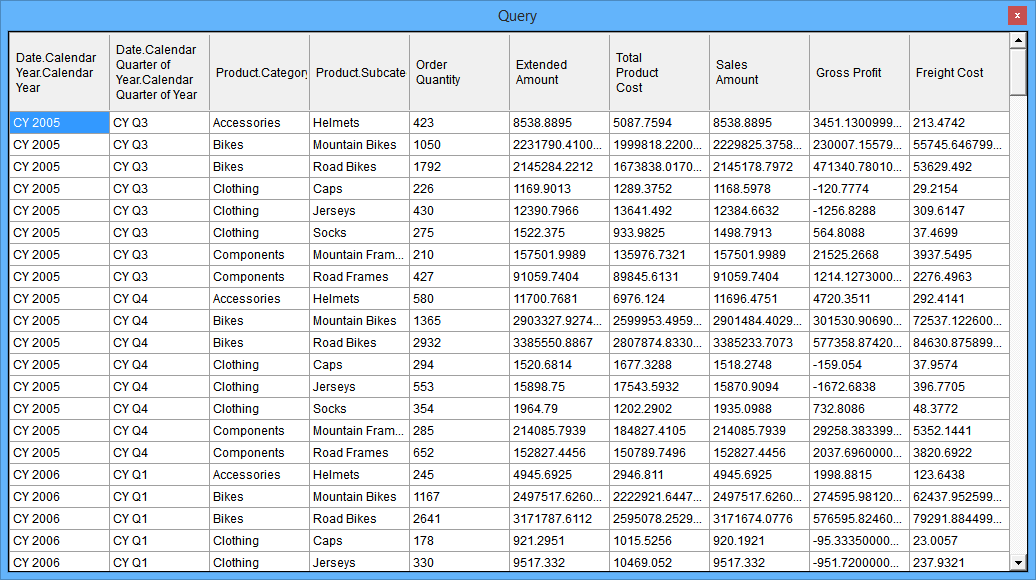 Query
x
Date.Calendar Year.Calendar Year | Date.Calendar Quarter of Year.Calendar Quarter of Year | Product.Category | Product.Subcate | Order Quantity | Extended Amount | Total Product Cost | Sales Amount | Gross Profit | Freight Cost
CY 2005 CY Q3 Accessories Helmets 423 8538.8895 5087.7594 8538.8895 3451.1300999... 213.4742
CY 2005 CY Q3 Bikes Mountain Bikes 1050 2231790.4100... 1999818.2200... 2229825.3758... 230007.15579... 55745.646799...
CY 2005 CY Q3 Bikes Road Bikes 1792 2145284.2212 1673838.0170... 2145178.7972 471340.78010... 53629.492
CY 2005 CY Q3 Clothing Caps 226 1169.9013 1289.3752 1168.5978 -120.7774 29.2154
CY 2005 CY Q3 Clothing Jerseys 430 12390.7966 13641.492 12384.6632 -1256.8288 309.6147
CY 2005 CY Q3 Clothing Socks 275 1522.375 933.9825 1498.7913 564.8088 37.4699
CY 2005 CY Q3 Components Mountain Fram... 210 157501.9989 135976.7321 157501.9989 21525.2668 3937.5495
CY 2005 CY Q3 Components Road Frames 427 91059.7404 89845.6131 91059.7404 1214.1273000... 2276.4963
CY 2005 CY Q4 Accessories Helmets 580 11700.7681 6976.124 11696.4751 4720.3511 292.4141
CY 2005 CY Q4 Bikes Mountain Bikes 1365 2903327.9274... 2599953.4959... 2901484.4029... 301530.90690... 72537.122600...
CY 2005 CY Q4 Bikes Road Bikes 2932 3385550.8867 2807874.8330... 3385233.7073 577358.87420... 84630.875899...
CY 2005 CY Q4 Clothing Caps 294 1520.6814 1677.3288 1518.2748 -159.054 37.9574
CY 2005 CY Q4 Clothing Jerseys 553 15898.75 17543.5932 15870.9094 -1672.6838 396.7705
CY 2005 CY Q4 Clothing Socks 354 1964.79 1202.2902 1935.0988 732.8086 48.3772
CY 2005 CY Q4 Components Mountain Fram... 285 214085.7939 184827.4105 214085.7939 29258.383399... 5352.1441
CY 2005 CY Q4 Components Road Frames 652 152827.4456 150789.7496 152827.4456 2037.6960000... 3820.6922
CY 2006 CY Q1 Accessories Helmets 245 4945.6925 2946.811 4945.6925 1998.8815 123.6438
CY 2006 CY Q1 Bikes Mountain Bikes 1167 2497517.6260... 2222921.6447... 2497517.6260... 274595.98120... 62437.952599...
CY 2006 CY Q1 Bikes Road Bikes 2641 3171787.6112 2595078.2529... 3171674.0776 576595.82460... 79291.884499...
CY 2006 CY Q1 Clothing Caps 178 921.2951 1015.5256 920.1921 -95.33350000... 23.0057
CY 2006 CY Q1 Clothing Jerseys 330 9517.332 10469.052 9517.332 -951.7200000... 237.9321